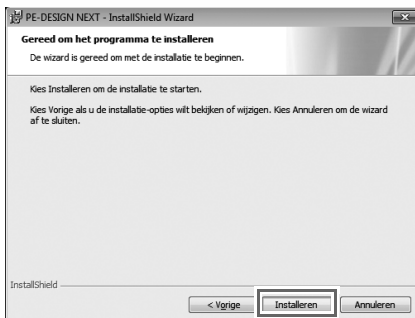 PE-DESIGN NEXT - InstallShield Wizard
Gereed om het programma te installeren
De wizard is gereed om met de installatie te beginnen.
Kies Installeren om de installatie te starten.
Kies Vorige als u de installatie-opties wilt bekijken of wijzigen. Kies Annuleren om de wizard
af te sluiten.
InstallShield
< Vorige Installeren Annuleren